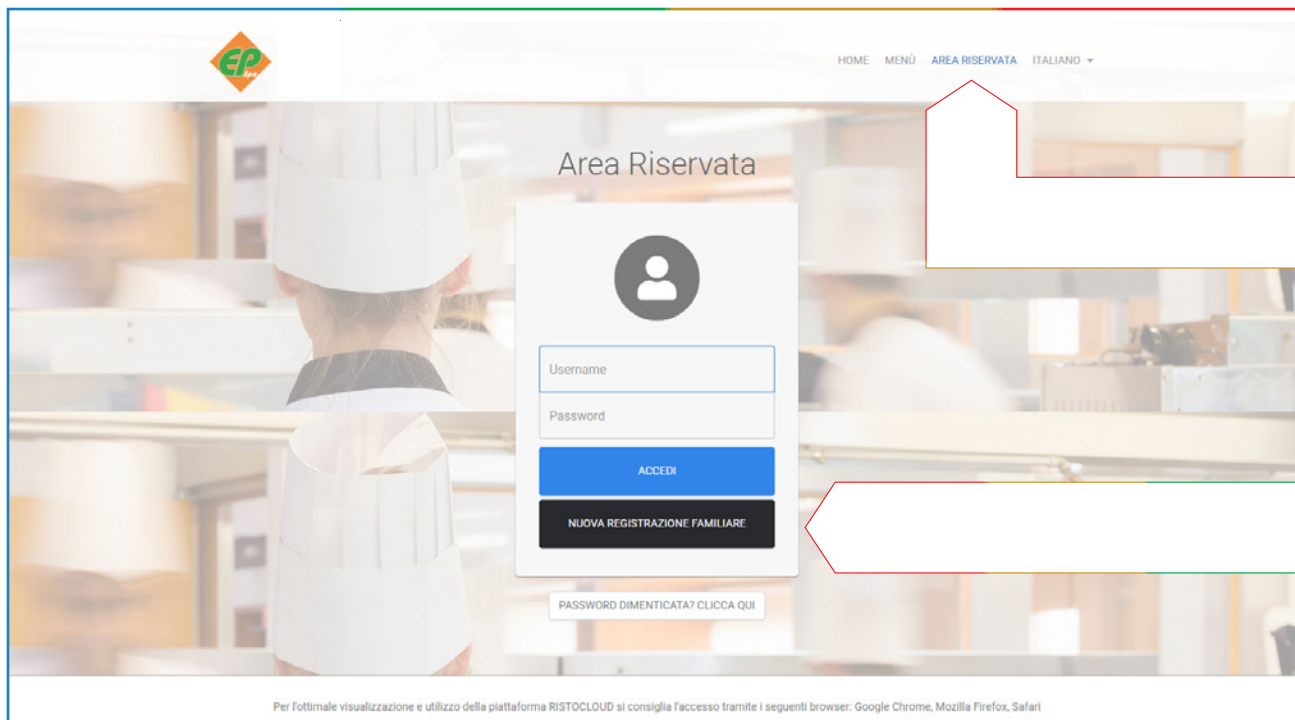 EP
spa
HOME MENÙ AREA RISERVATA ITALIANO
Area Riservata
Username
Password
ACCEDI
NUOVA REGISTRAZIONE FAMILIARE
PASSWORD DIMENTICATA? CLICCA QUI
Per l'ottimale visualizzazione e utilizzo della piattaforma RISTOCLOUD si consiglia l'accesso tramite i seguenti browser: Google Chrome, Mozilla Firefox, Safari